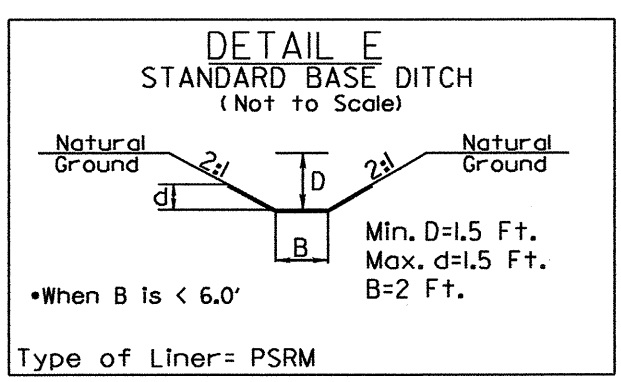 DETAIL E
STANDARD BASE DITCH
(Not to Scale)
Natural
Ground
2:1
D
2:1
Natural
Ground
d
B
Min. D=1.5 Ft.
Max. d=1.5 Ft.
B=2 Ft.
•When B is < 6.0'
Type of Liner= PSRM